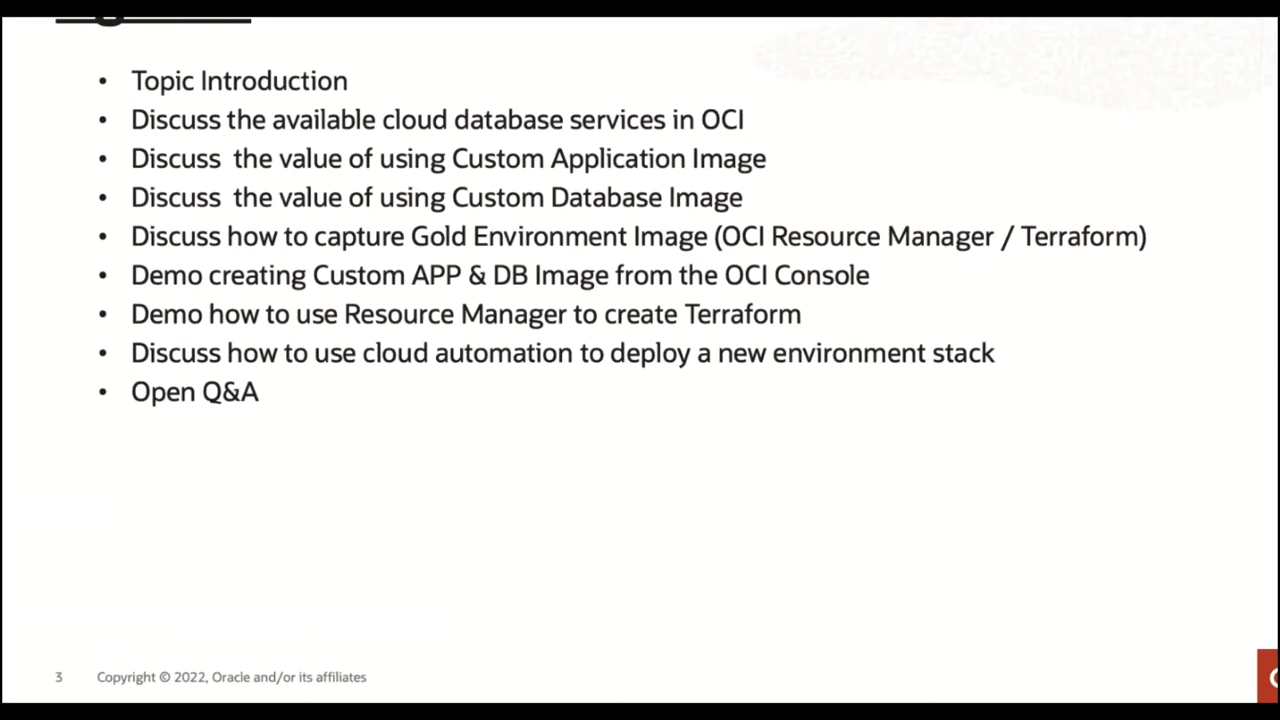 • Topic Introduction
• Discuss the available cloud database services in OCI
• Discuss  the value of using Custom Application Image
• Discuss  the value of using Custom Database Image
• Discuss how to capture Gold Environment Image (OCI Resource Manager / Terraform)
• Demo creating Custom APP & DB Image from the OCI Console
• Demo how to use Resource Manager to create Terraform
• Discuss how to use cloud automation to deploy a new environment stack
• Open Q&A
3 Copyright © 2022, Oracle and/or its affiliates